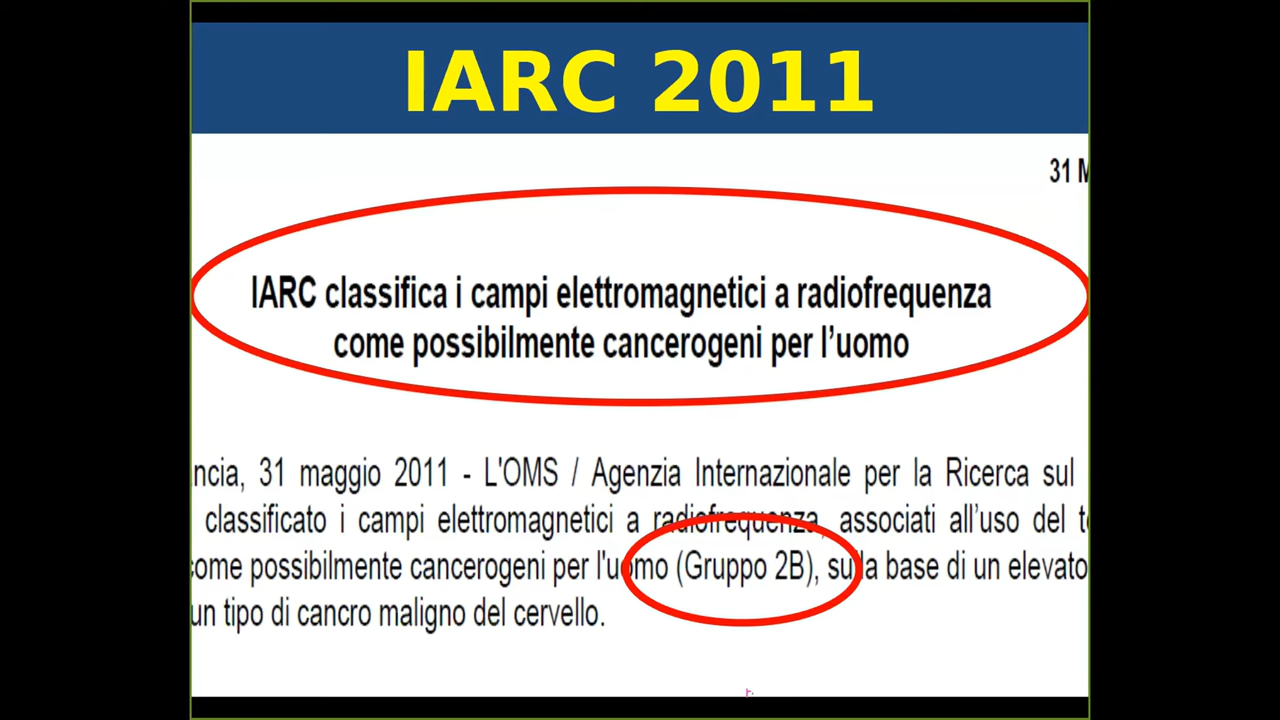 IARC 2011
31 M
IARC classifica i campi elettromagnetici a radiofrequenza
come possibilmente cancerogeni per l’uomo
ncia, 31 maggio 2011 - L'OMS / Agenzia Internazionale per la Ricerca sul
classificato i campi elettromagnetici a radiofrequenza, associati all’uso del t
come possibilmente cancerogeni per l'uomo (Gruppo 2B), sulla base di un elevato
un tipo di cancro maligno del cervello.